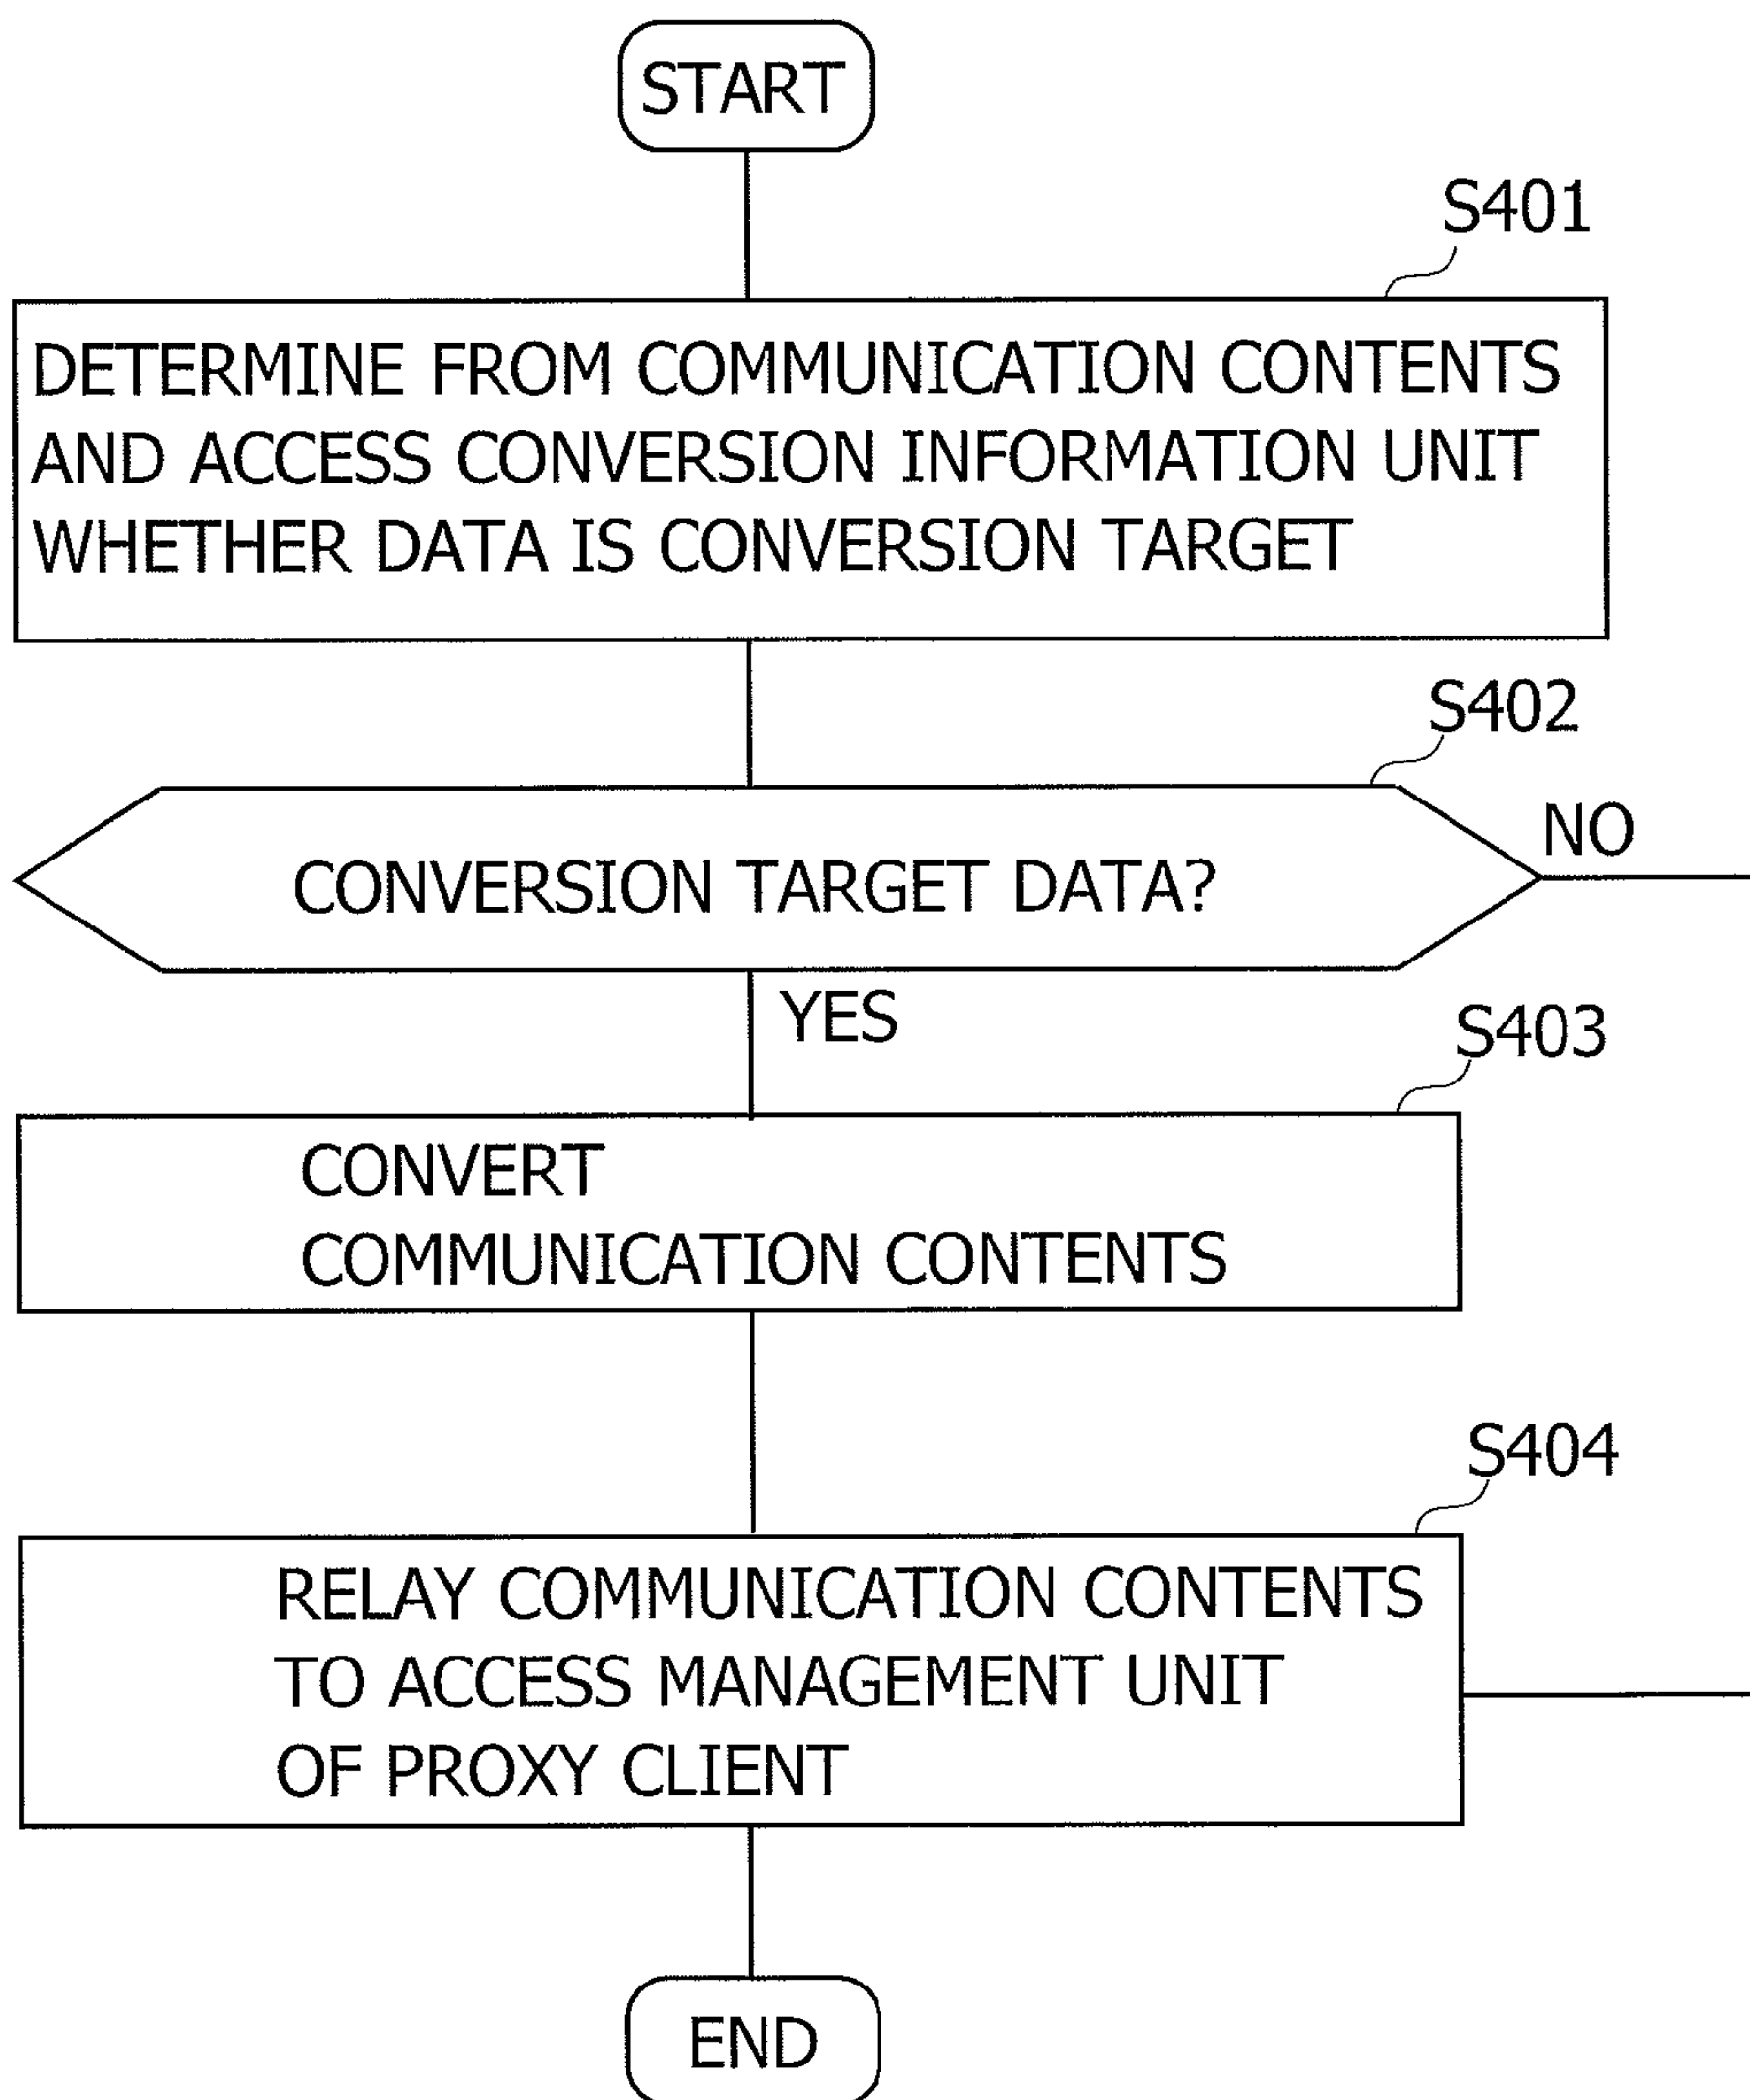 START
S401
DETERMINE FROM COMMUNICATION CONTENTS
AND ACCESS CONVERSION INFORMATION UNIT
WHETHER DATA IS CONVERSION TARGET
S402
NO
CONVERSION TARGET DATA?
YES
S403
CONVERT
COMMUNICATION CONTENTS
S404
RELAY COMMUNICATION CONTENTS
TO ACCESS MANAGEMENT UNIT
OF PROXY CLIENT
END